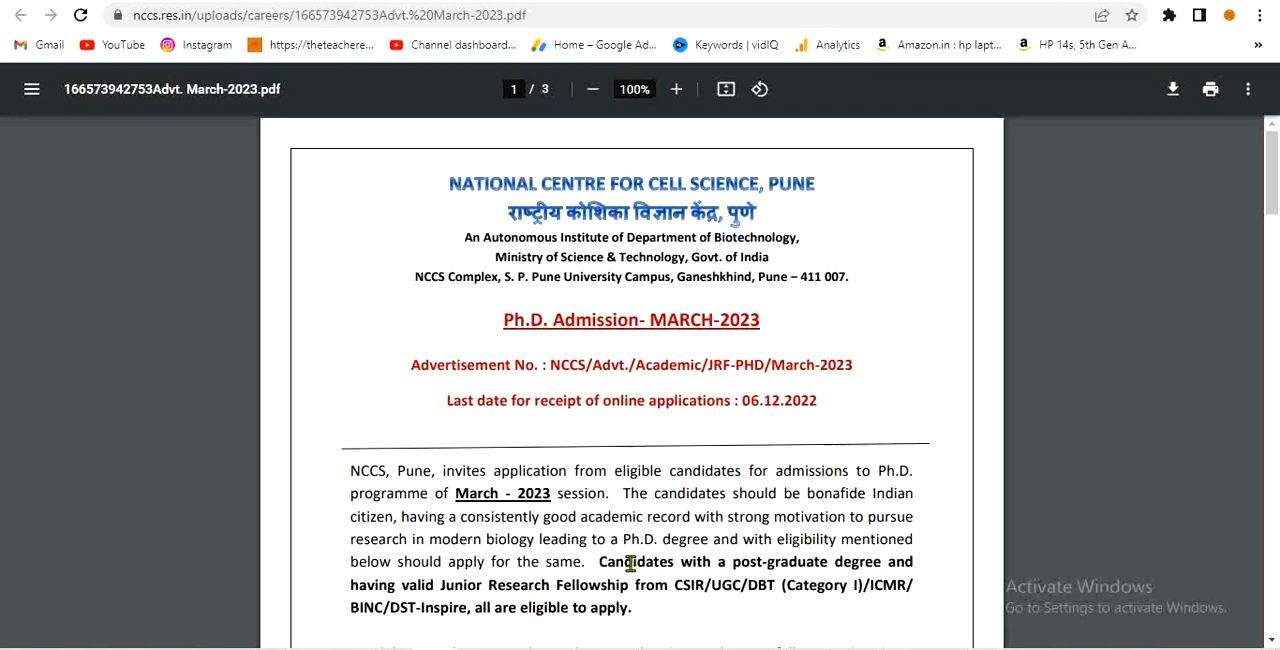 nccs.res.in/uploads/careers/166573942753Advt.%20March-2023.pdf
Gmail YouTube Instagram https://theteachere... Channel dashboard... Home – Google Ad... Keywords | vidIQ Analytics Amazon.in : hp lapt... HP 14s, 5th Gen A... »
166573942753Advt. March-2023.pdf 1 / 3 — 100% +
NATIONAL CENTRE FOR CELL SCIENCE, PUNE
राष्ट्रीय कोशिका विज्ञान केंद्र, पुणे
An Autonomous Institute of Department of Biotechnology,
Ministry of Science & Technology, Govt. of India
NCCS Complex, S. P. Pune University Campus, Ganeshkhind, Pune – 411 007.
Ph.D. Admission- MARCH-2023
Advertisement No. : NCCS/Advt./Academic/JRF-PHD/March-2023
Last date for receipt of online applications : 06.12.2022
NCCS, Pune, invites application from eligible candidates for admissions to Ph.D.
programme of March - 2023 session. The candidates should be bonafide Indian
citizen, having a consistently good academic record with strong motivation to pursue
research in modern biology leading to a Ph.D. degree and with eligibility mentioned
below should apply for the same. Candidates with a post-graduate degree and
having valid Junior Research Fellowship from CSIR/UGC/DBT (Category I)/ICMR/
BINC/DST-Inspire, all are eligible to apply.
Activate Windows
Go to Settings to activate Windows.